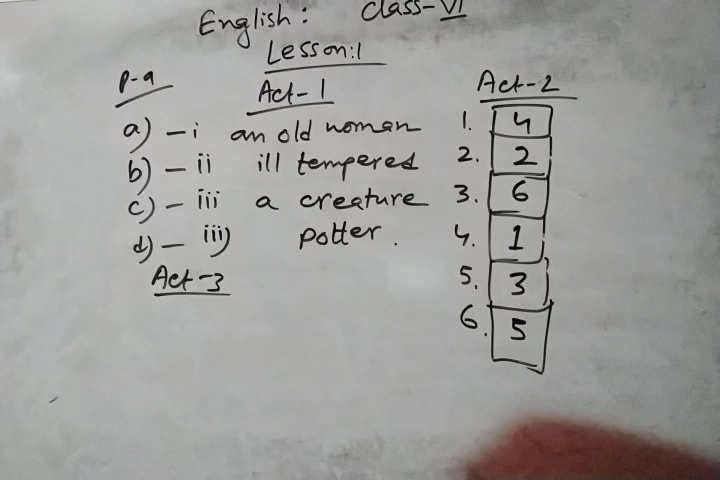 English: Class-VI
Lesson:1
P-9
Act-1
a) - i an old woman
b) - ii ill tempered
c) - iii a creature
d) - iii) potter.
Act-3
Act-2
1. 4
2. 2
3. 6
4. 1
5. 3
6. 5